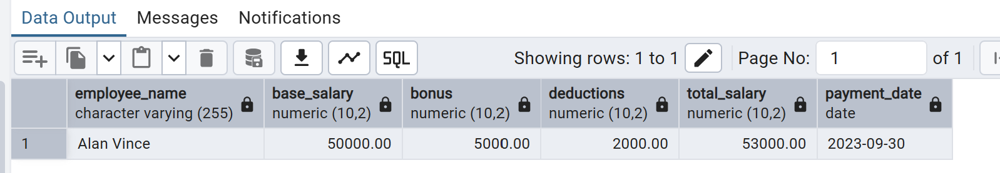 Data Output Messages Notifications
SQL Showing rows: 1 to 1 Page No: 1 of 1
employee_name base_salary bonus deductions total_salary payment_date
character varying (255) numeric (10,2) numeric (10,2) numeric (10,2) numeric (10,2) date
1 Alan Vince 50000.00 5000.00 2000.00 53000.00 2023-09-30